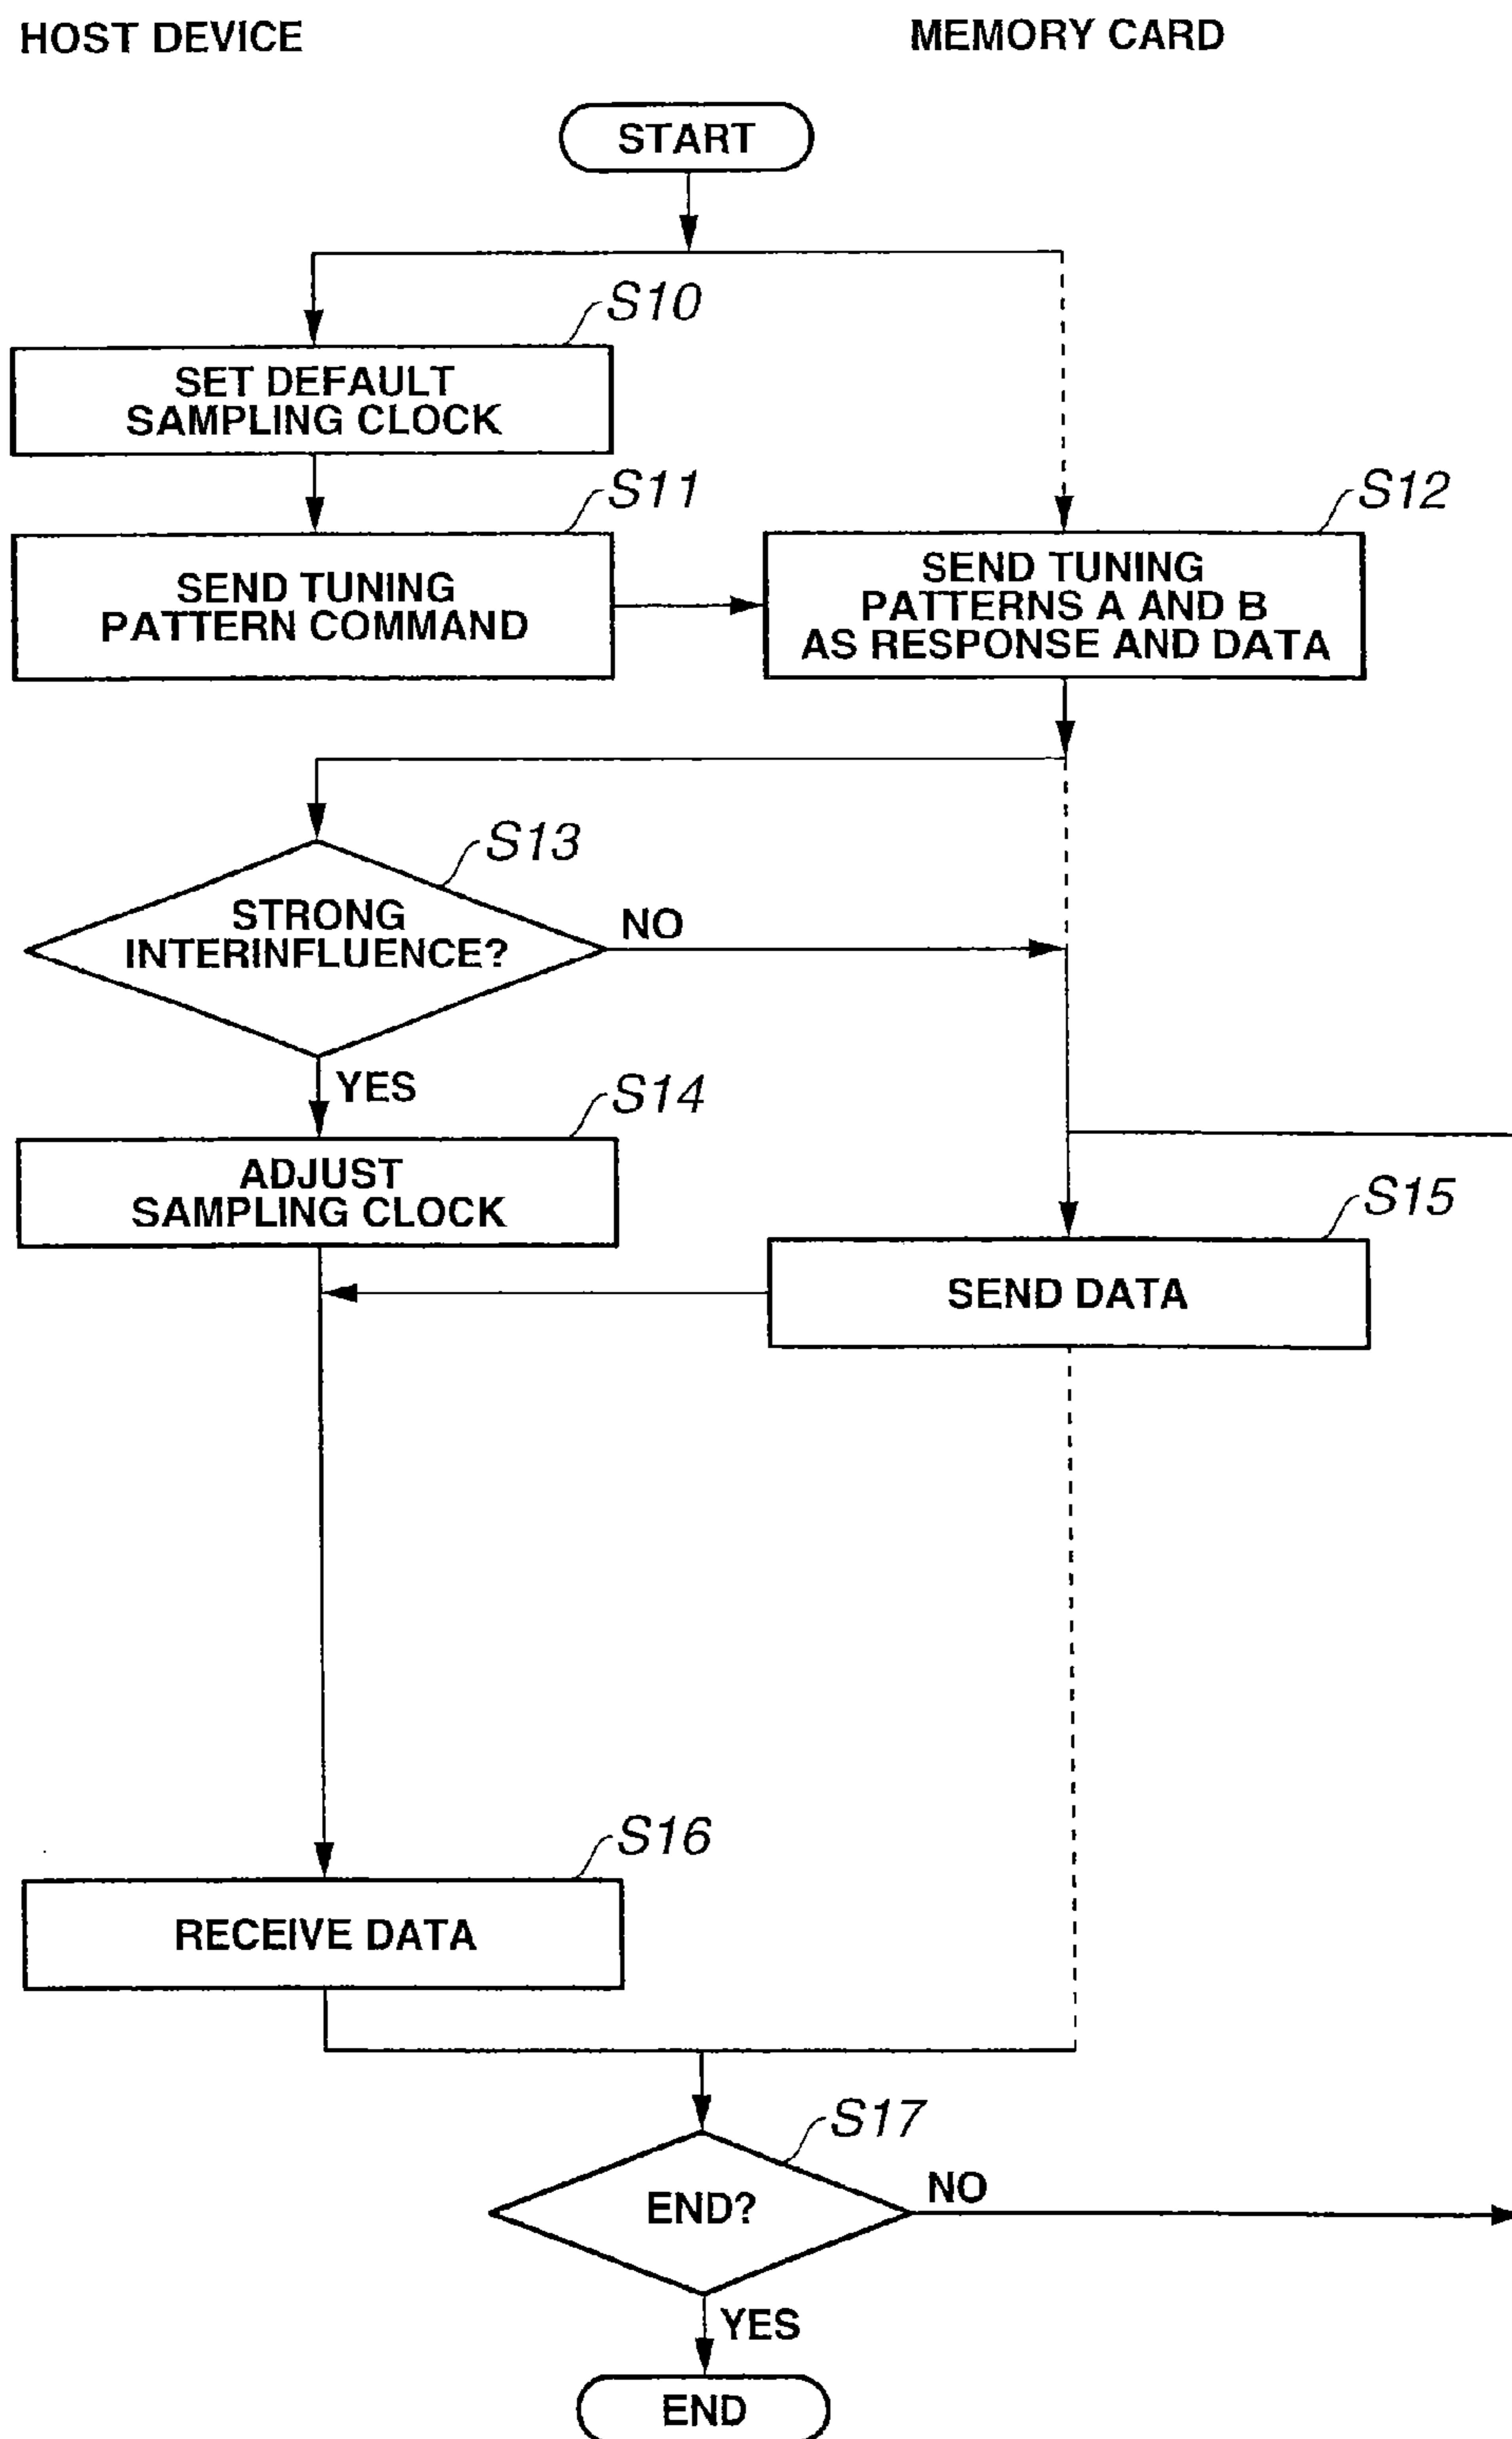 HOST DEVICE
MEMORY CARD
START
S10
SET DEFAULT
SAMPLING CLOCK
S11
SEND TUNING
PATTERN COMMAND
S12
SEND TUNING
PATTERNS A AND B
AS RESPONSE AND DATA
S13
STRONG
INTERINFLUENCE?
NO
YES
S14
ADJUST
SAMPLING CLOCK
S15
SEND DATA
S16
RECEIVE DATA
S17
END?
NO
YES
END